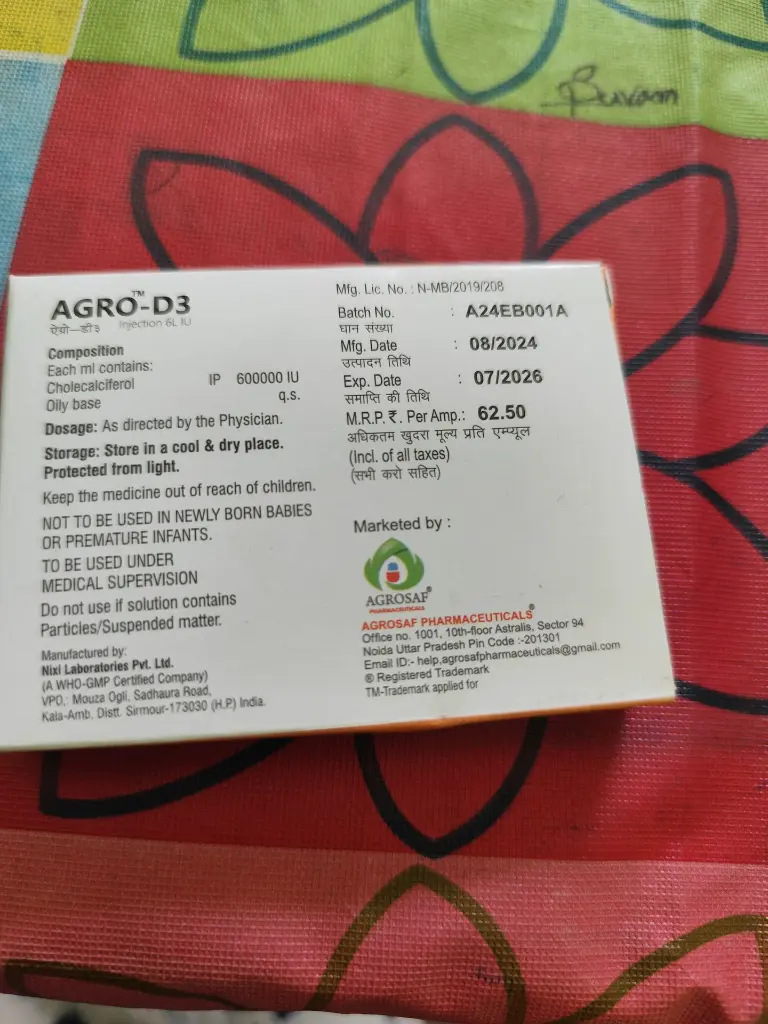 Suvam
AGRO-D3™
ऐग्रो–डी३ Injection 6L IU
Composition
Each ml contains:
Cholecalciferol IP 600000 IU
Oily base q.s.
Dosage: As directed by the Physician.
Storage: Store in a cool & dry place.
Protected from light.
Keep the medicine out of reach of children.
NOT TO BE USED IN NEWLY BORN BABIES
OR PREMATURE INFANTS.
TO BE USED UNDER
MEDICAL SUPERVISION
Do not use if solution contains
Particles/Suspended matter.
Manufactured by:
Nixi Laboratories Pvt. Ltd.
(A WHO-GMP Certified Company)
VPO.: Mouza Ogli, Sadhaura Road,
Kala-Amb. Distt. Sirmour-173030 (H.P.) India.
Mfg. Lic. No. : N-MB/2019/208
Batch No. : A24EB001A
घान संख्या
Mfg. Date : 08/2024
उत्पादन तिथि
Exp. Date : 07/2026
समाप्ति की तिथि
M.R.P. ₹. Per Amp.: 62.50
अधिकतम खुदरा मूल्य प्रति एम्प्यूल
(Incl. of all taxes)
(सभी करो सहित)
Marketed by :
AGROSAF®
PHARMACEUTICALS
AGROSAF PHARMACEUTICALS®
Office no. 1001, 10th-floor Astralis, Sector 94
Noida Uttar Pradesh Pin Code :-201301
Email ID:- help,agrosafpharmaceuticals@gmail.com
® Registered Trademark
TM-Trademark applied for